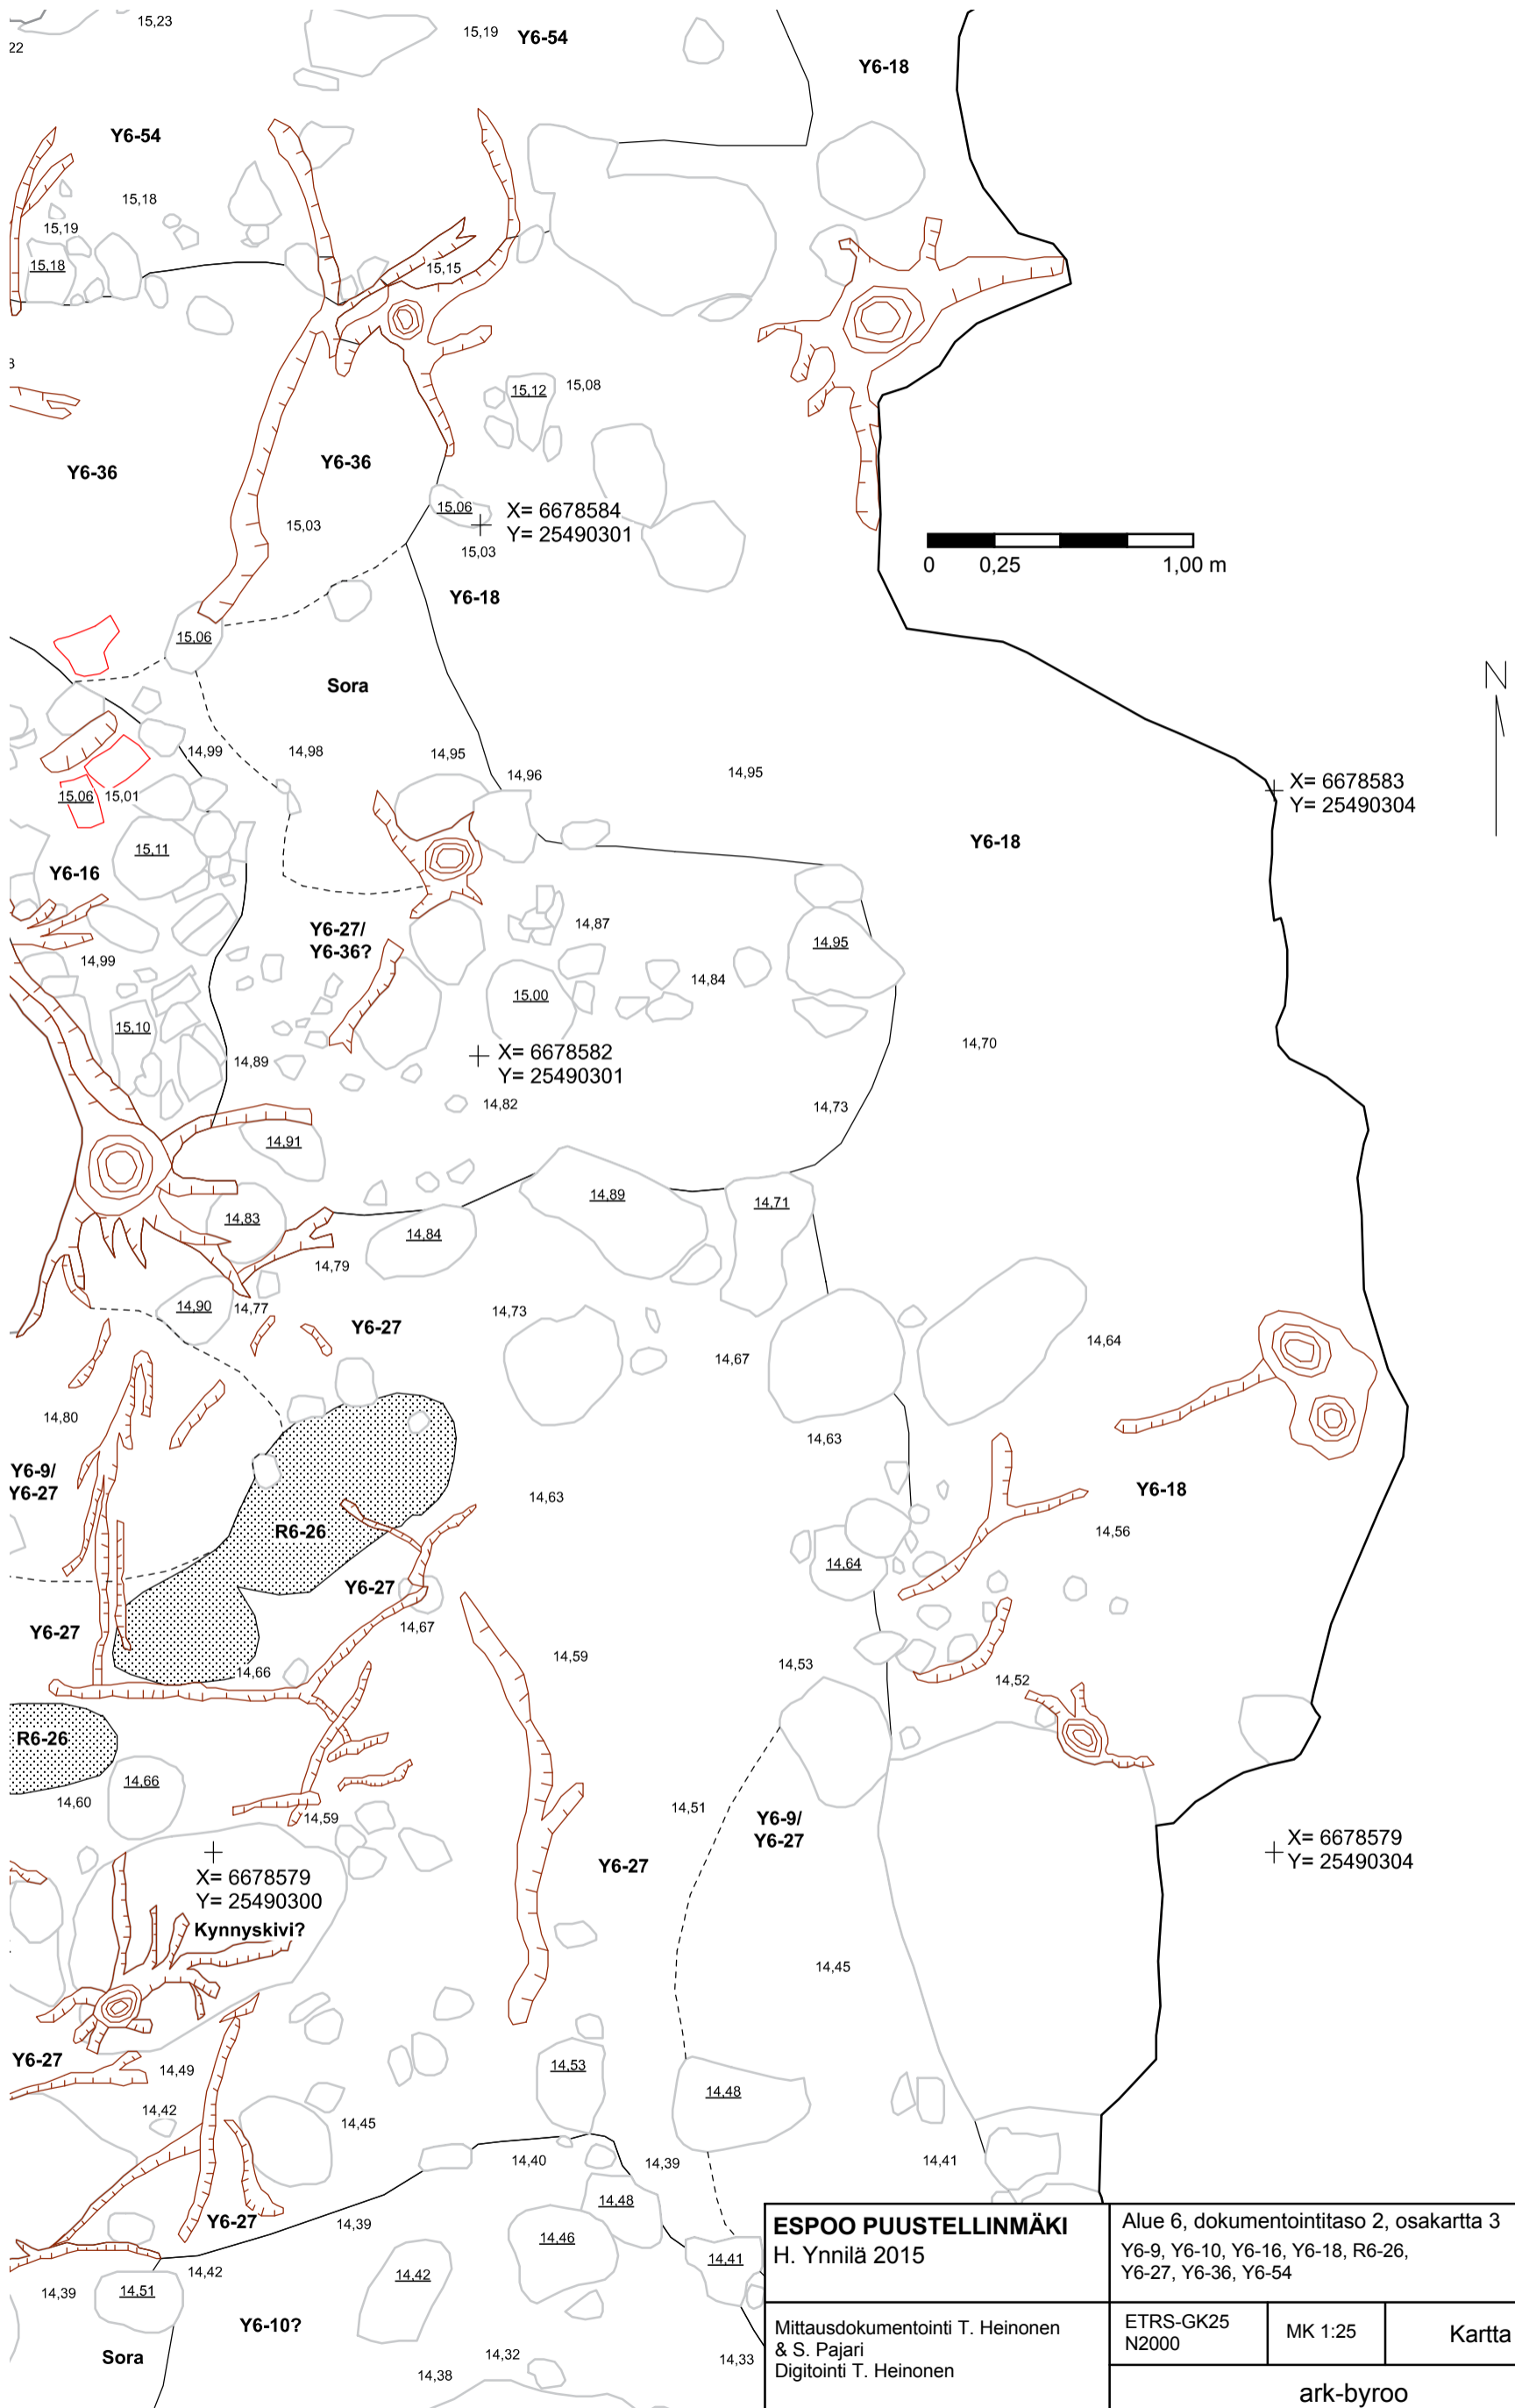 15,23
22
15,19
Y6-54
Y6-18
Y6-54
15,18
15,19
15,18
15,15
3
15,12
15,08
Y6-36
Y6-36
15,06
X= 6678584
Y= 25490301
15,03
15,03
0 0,25 1,00 m
Y6-18
15,06
N
Sora
14,99
14,98
14,95
14,96
14,95
X= 6678583
Y= 25490304
15,06
15,01
15,11
Y6-18
Y6-16
Y6-27/
Y6-36?
14,87
14,95
14,99
14,84
15,00
15,10
14,70
14,89
X= 6678582
Y= 25490301
14,82
14,73
14,91
14,89
14,71
14,83
14,84
14,79
14,90
14,77
14,73
Y6-27
14,64
14,67
14,80
14,63
Y6-9/
Y6-27
Y6-18
14,63
R6-26
14,56
14,64
Y6-27
Y6-27
14,67
14,59
14,66
14,53
14,52
R6-26
14,66
14,60
14,59
14,51
Y6-9/
Y6-27
X= 6678579
Y= 25490304
Y6-27
X= 6678579
Y= 25490300
Kynnyskivi?
14,45
Y6-27
14,49
14,53
14,48
14,42
14,45
14,40
14,39
14,41
14,48
Y6-27
14,39
14,46
14,41
14,42
14,42
14,39
14,51
Y6-10?
Sora
14,32
14,38
14,33
ESPOO PUUSTELLINMÄKI
H. Ynnilä 2015
Alue 6, dokumentointitaso 2, osakartta 3
Y6-9, Y6-10, Y6-16, Y6-18, R6-26,
Y6-27, Y6-36, Y6-54
Mittausdokumentointi T. Heinonen
& S. Pajari
Digitointi T. Heinonen
ETRS-GK25
N2000
MK 1:25
Kartta
ark-byroo